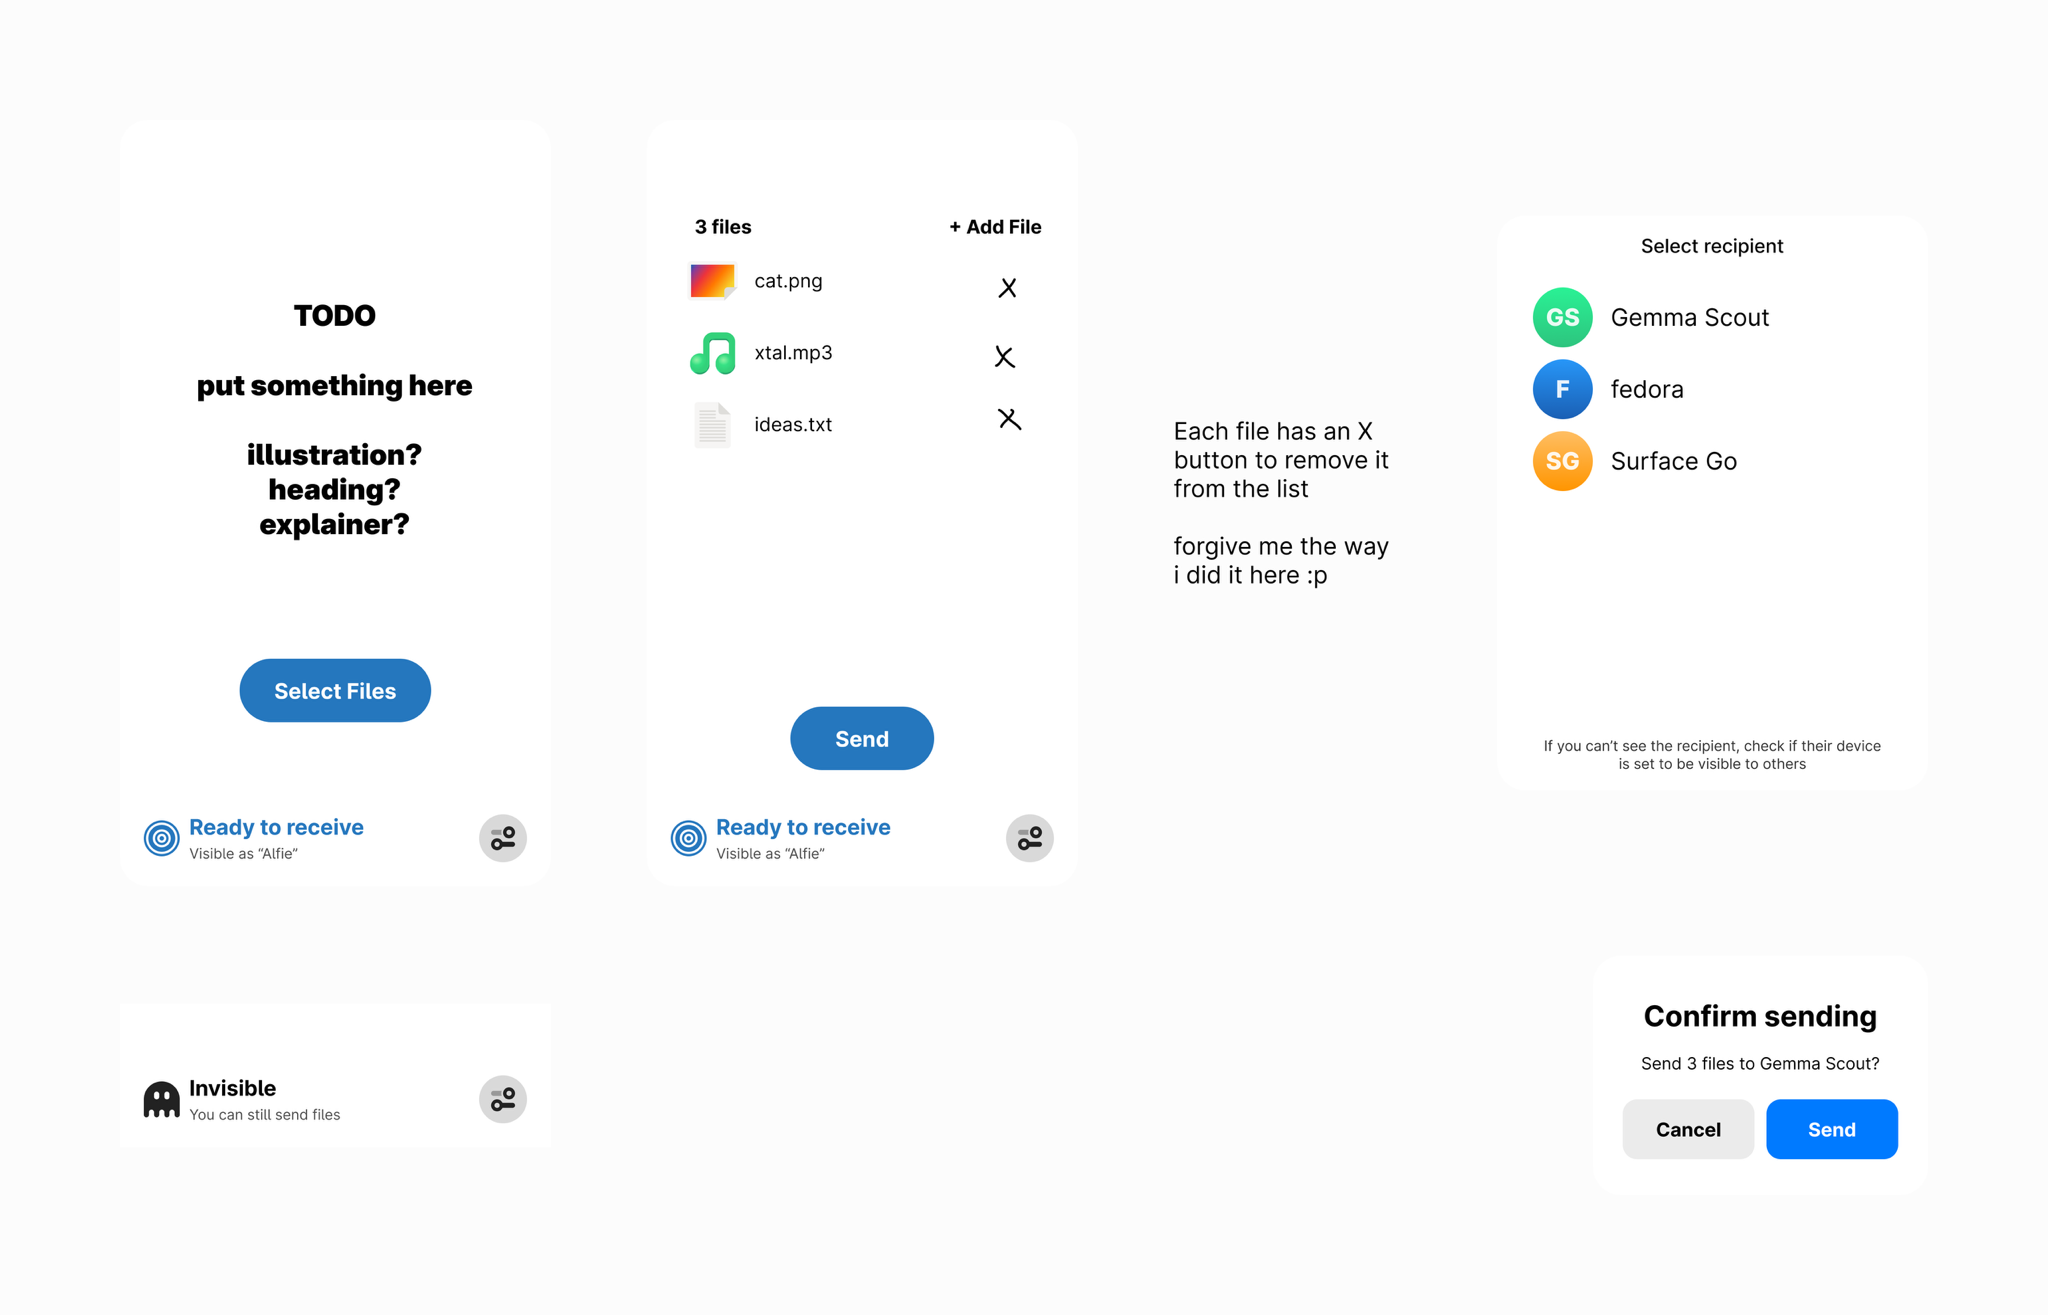 TODO
put something here
illustration?
heading?
explainer?
Select Files
Ready to receive
Visible as “Alfie”
3 files
+ Add File
cat.png
X
xtal.mp3
X
ideas.txt
X
Send
Ready to receive
Visible as “Alfie”
Each file has an X
button to remove it
from the list
forgive me the way
i did it here :p
Select recipient
GS
Gemma Scout
F
fedora
SG
Surface Go
If you can’t see the recipient, check if their device
is set to be visible to others
Invisible
You can still send files
Confirm sending
Send 3 files to Gemma Scout?
Cancel
Send